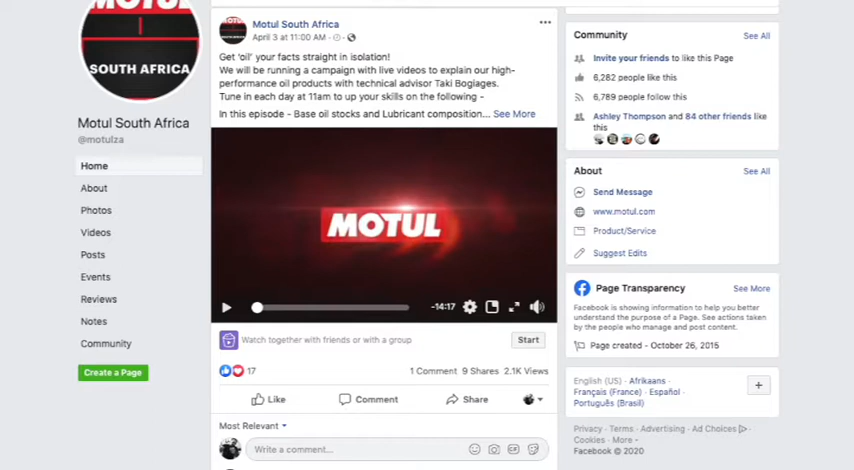 MOTUL
SOUTH AFRICA
Motul South Africa
@motulza
Home
About
Photos
Videos
Posts
Events
Reviews
Notes
Community
Create a Page
Motul South Africa
April 3 at 11:00 AM ·
Get 'oil' your facts straight in isolation!
We will be running a campaign with live videos to explain our high-
performance oil products with technical advisor Taki Bogiages.
Tune in each day at 11am to up your skills on the following -
In this episode - Base oil stocks and Lubricant composition... See More
MOTUL
-14:17
Watch together with friends or with a group
Start
17
1 Comment 9 Shares 2.1K Views
Like
Comment
Share
Most Relevant
Write a comment...
GIF
Community
See All
Invite your friends to like this Page
6,282 people like this
6,789 people follow this
Ashley Thompson and 84 other friends like
this
About
See All
Send Message
www.motul.com
Product/Service
Suggest Edits
Page Transparency
See More
Facebook is showing information to help you better
understand the purpose of a Page. See actions taken
by the people who manage and post content.
Page created - October 26, 2015
English (US) · Afrikaans ·
Français (France) · Español ·
Português (Brasil)
Privacy · Terms · Advertising · Ad Choices ·
Cookies · More
Facebook © 2020